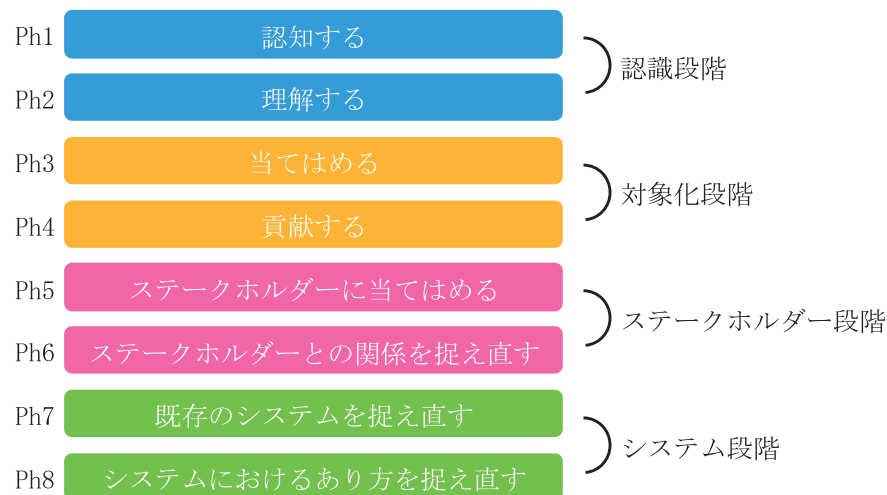 Ph1 認知する
認識段階
Ph2 理解する
Ph3 当てはめる
対象化段階
Ph4 貢献する
Ph5 ステークホルダーに当てはめる
ステークホルダー段階
Ph6 ステークホルダーとの関係を捉え直す
Ph7 既存のシステムを捉え直す
システム段階
Ph8 システムにおけるあり方を捉え直す